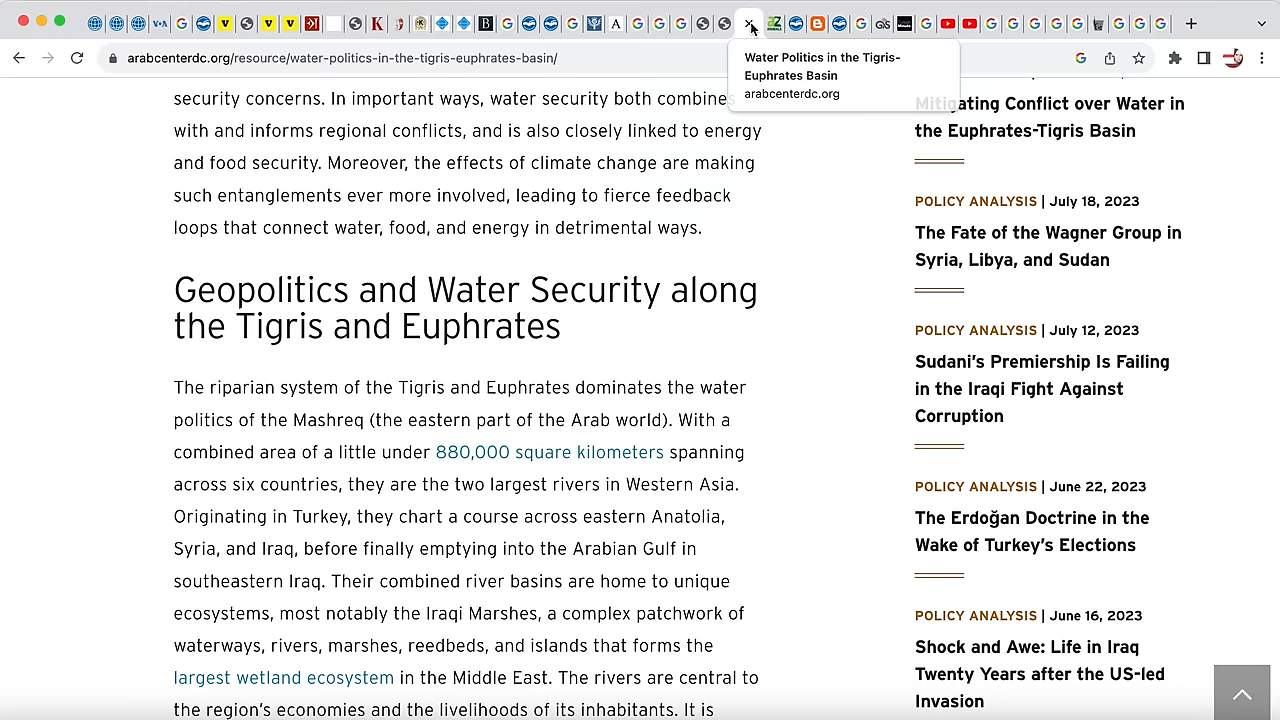 Water Politics in the Tigris-
Euphrates Basin
arabcenterdc.org
arabcenterdc.org/resource/water-politics-in-the-tigris-euphrates-basin/
security concerns. In important ways, water security both combines
with and informs regional conflicts, and is also closely linked to energy
and food security. Moreover, the effects of climate change are making
such entanglements ever more involved, leading to fierce feedback
loops that connect water, food, and energy in detrimental ways.
Geopolitics and Water Security along
the Tigris and Euphrates
The riparian system of the Tigris and Euphrates dominates the water
politics of the Mashreq (the eastern part of the Arab world). With a
combined area of a little under 880,000 square kilometers spanning
across six countries, they are the two largest rivers in Western Asia.
Originating in Turkey, they chart a course across eastern Anatolia,
Syria, and Iraq, before finally emptying into the Arabian Gulf in
southeastern Iraq. Their combined river basins are home to unique
ecosystems, most notably the Iraqi Marshes, a complex patchwork of
waterways, rivers, marshes, reedbeds, and islands that forms the
largest wetland ecosystem in the Middle East. The rivers are central to
the region's economies and the livelihoods of its inhabitants. It is
Mitigating Conflict over Water in
the Euphrates-Tigris Basin
POLICY ANALYSIS | July 18, 2023
The Fate of the Wagner Group in
Syria, Libya, and Sudan
POLICY ANALYSIS | July 12, 2023
Sudani's Premiership Is Failing
in the Iraqi Fight Against
Corruption
POLICY ANALYSIS | June 22, 2023
The Erdoğan Doctrine in the
Wake of Turkey's Elections
POLICY ANALYSIS | June 16, 2023
Shock and Awe: Life in Iraq
Twenty Years after the US-led
Invasion